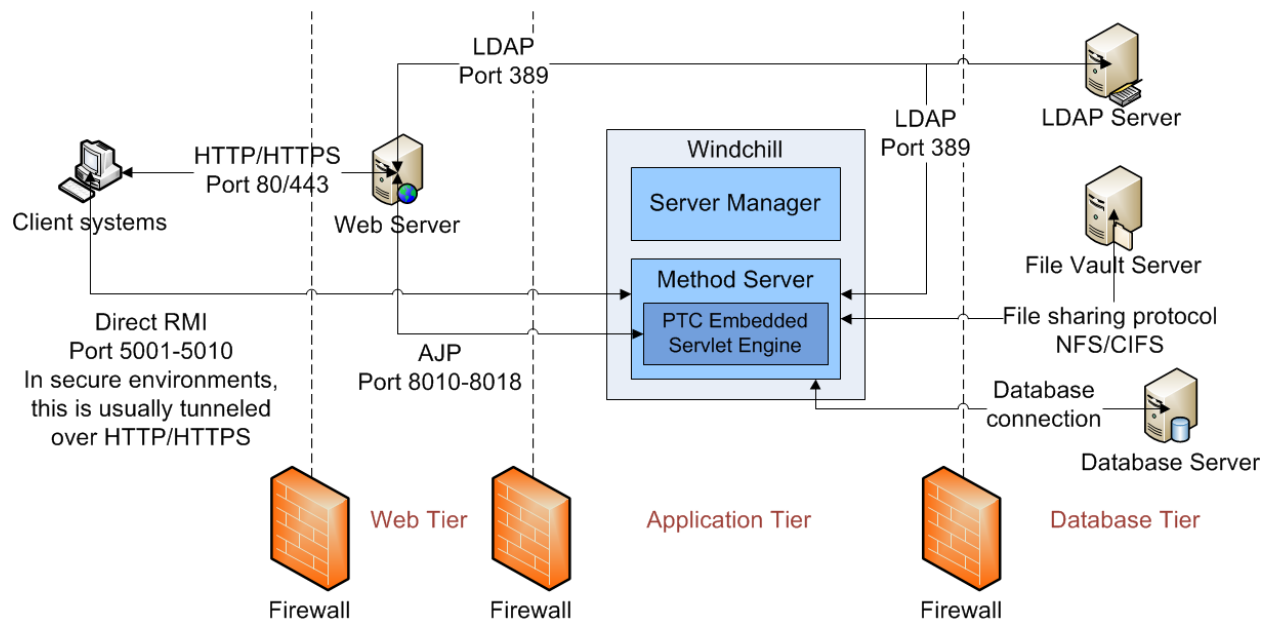 LDAP
Port 389
LDAP Server
LDAP
Port 389
HTTP/HTTPS
Port 80/443
Client systems
Web Server
Windchill
Server Manager
Method Server
PTC Embedded
Servlet Engine
File Vault Server
File sharing protocol
NFS/CIFS
Direct RMI
Port 5001-5010
In secure environments,
this is usually tunneled
over HTTP/HTTPS
AJP
Port 8010-8018
Database
connection
Database Server
Web Tier
Application Tier
Database Tier
Firewall
Firewall
Firewall